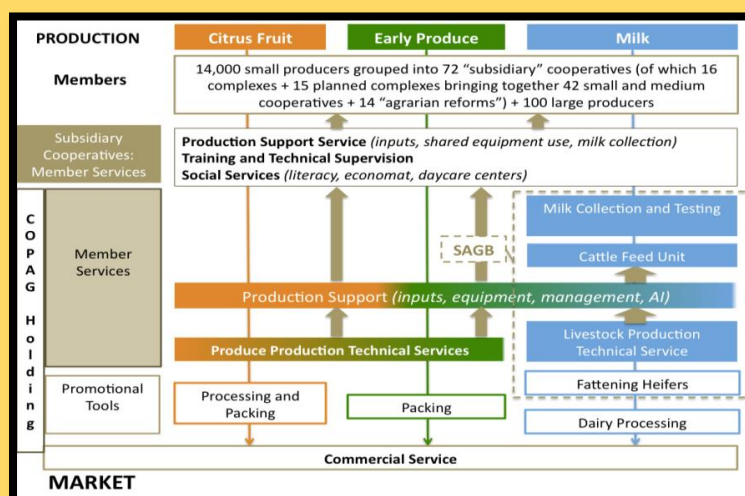 PRODUCTION
Citrus Fruit
Early Produce
Milk
Members
14,000 small producers grouped into 72 “subsidiary” cooperatives (of which 16
complexes + 15 planned complexes bringing together 42 small and medium
cooperatives + 14 “agrarian reforms”) + 100 large producers
Subsidiary
Cooperatives:
Member Services
Production Support Service (inputs, shared equipment use, milk collection)
Training and Technical Supervision
Social Services (literacy, economat, daycare centers)
COPAG Holding
Member
Services
Milk Collection and Testing
SAGB
Cattle Feed Unit
Production Support (inputs, equipment, management, AI)
Produce Production Technical Services
Livestock Production
Technical Service
Promotional
Tools
Processing and
Packing
Packing
Fattening Heifers
Dairy Processing
Commercial Service
MARKET